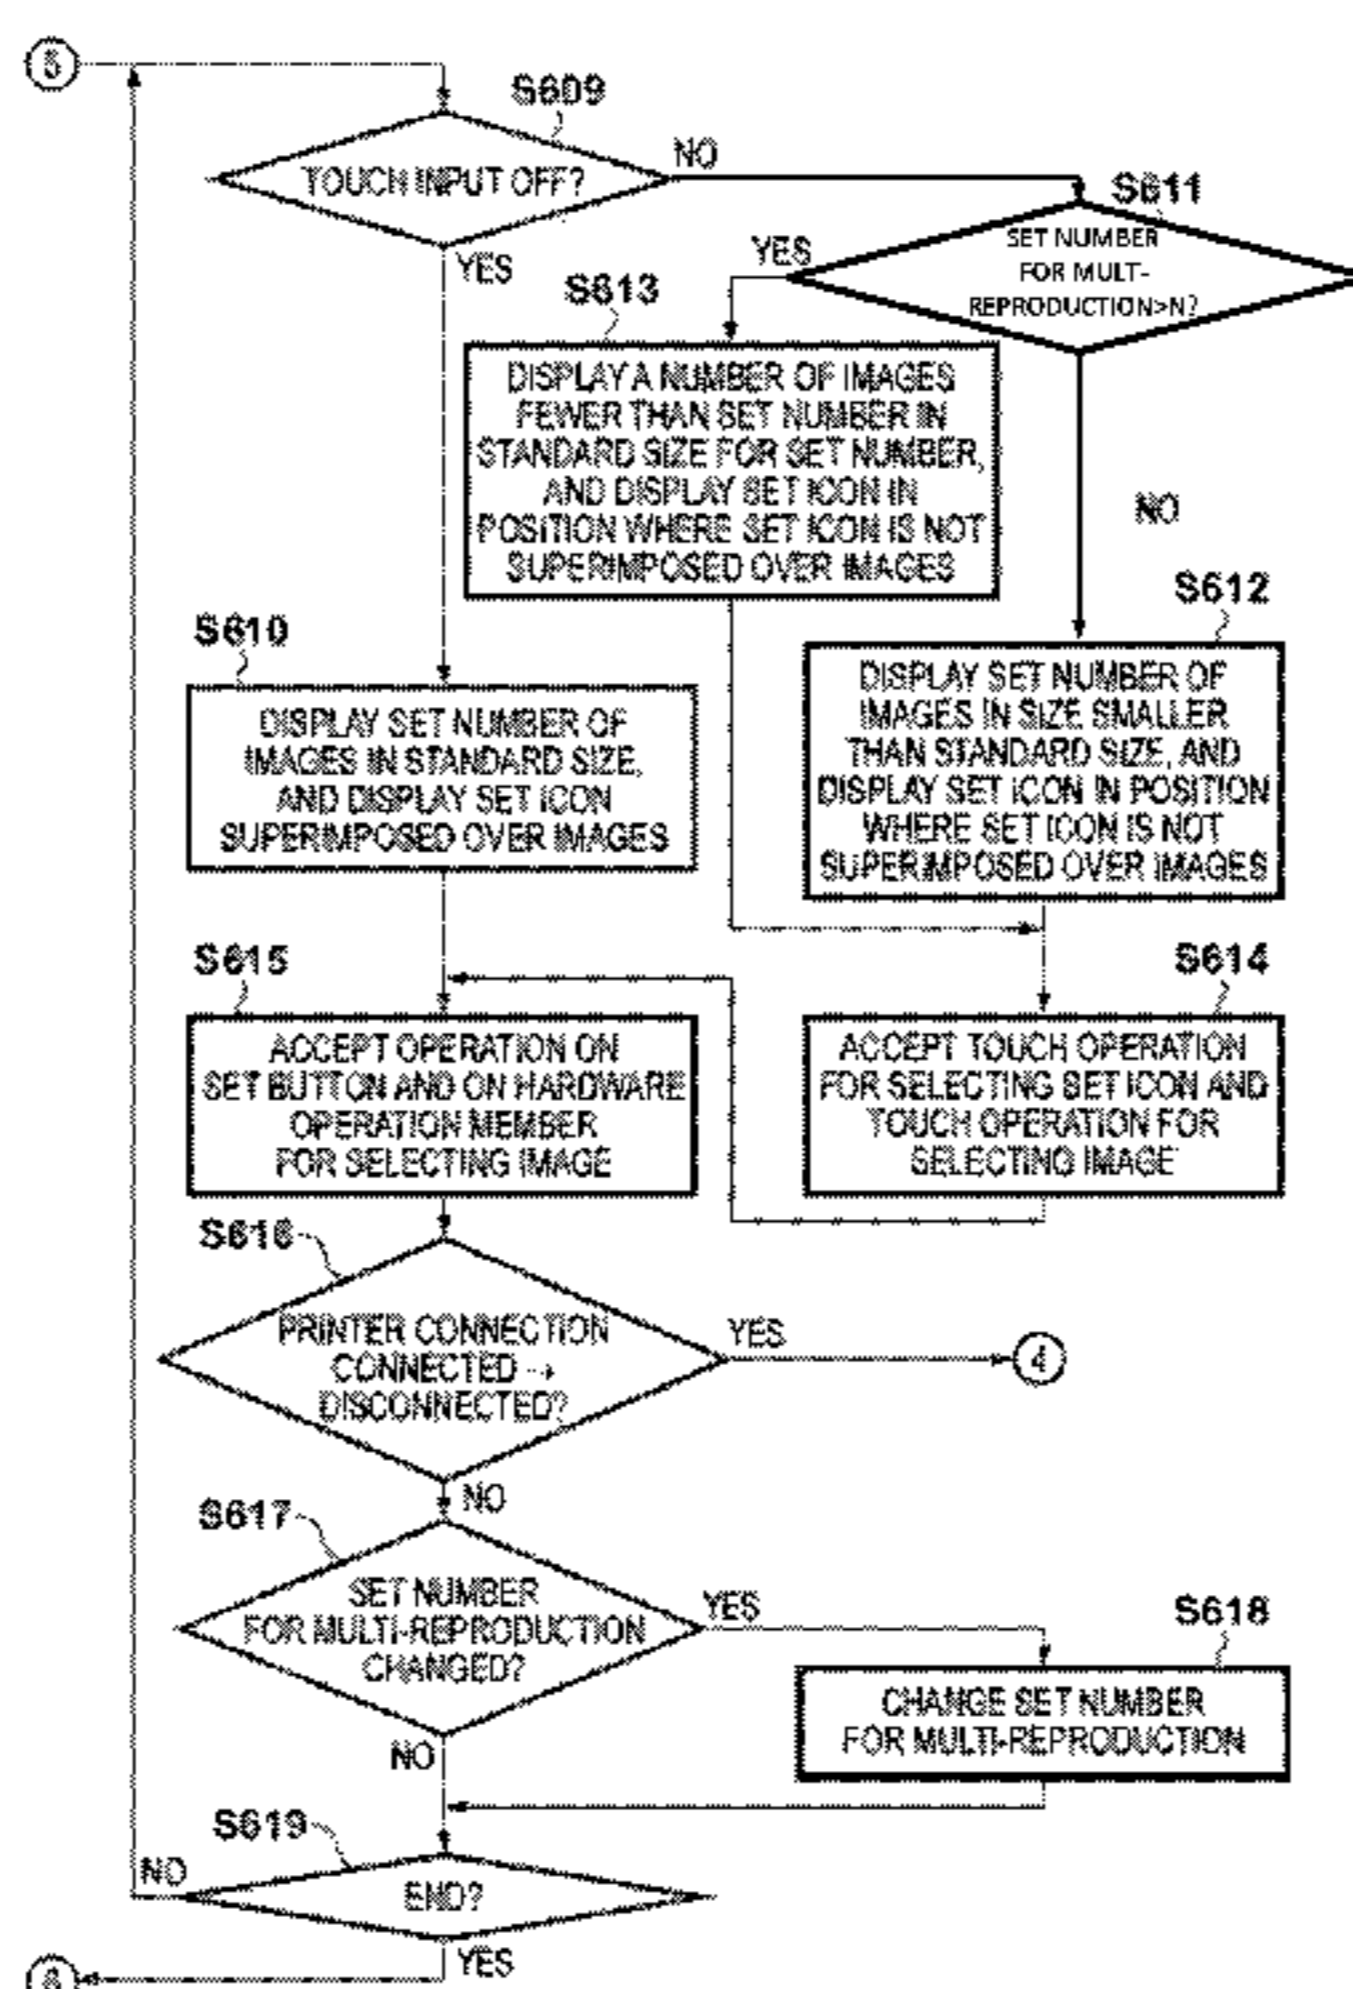 5
S609
TOUCH INPUT OFF?
NO
YES
S611
SET NUMBER
FOR MULT-
REPRODUCTION>N?
YES
NO
S613
DISPLAY A NUMBER OF IMAGES
FEWER THAN SET NUMBER IN
STANDARD SIZE FOR SET NUMBER,
AND DISPLAY SET ICON IN
POSITION WHERE SET ICON IS NOT
SUPERIMPOSED OVER IMAGES
S612
DISPLAY SET NUMBER OF
IMAGES IN SIZE SMALLER
THAN STANDARD SIZE, AND
DISPLAY SET ICON IN POSITION
WHERE SET ICON IS NOT
SUPERIMPOSED OVER IMAGES
S610
DISPLAY SET NUMBER OF
IMAGES IN STANDARD SIZE,
AND DISPLAY SET ICON
SUPERIMPOSED OVER IMAGES
S615
ACCEPT OPERATION ON
SET BUTTON AND ON HARDWARE
OPERATION MEMBER
FOR SELECTING IMAGE
S614
ACCEPT TOUCH OPERATION
FOR SELECTING SET ICON AND
TOUCH OPERATION FOR
SELECTING IMAGE
S616
PRINTER CONNECTION
CONNECTED →
DISCONNECTED?
YES
4
NO
S617
SET NUMBER
FOR MULTI-REPRODUCTION
CHANGED?
YES
NO
S618
CHANGE SET NUMBER
FOR MULTI-REPRODUCTION
S619
END?
NO
YES